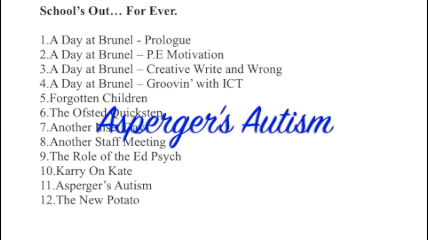 School’s Out… For Ever.
1.A Day at Brunel - Prologue
2.A Day at Brunel – P.E Motivation
3.A Day at Brunel – Creative Write and Wrong
4.A Day at Brunel – Groovin’ with ICT
5.Forgotten Children
6.The Ofsted Quickstep
7.Another
Asperger's Autism
8.Another Staff Meeting
9.The Role of the Ed Psych
10.Karry On Kate
11.Asperger’s Autism
12.The New Potato